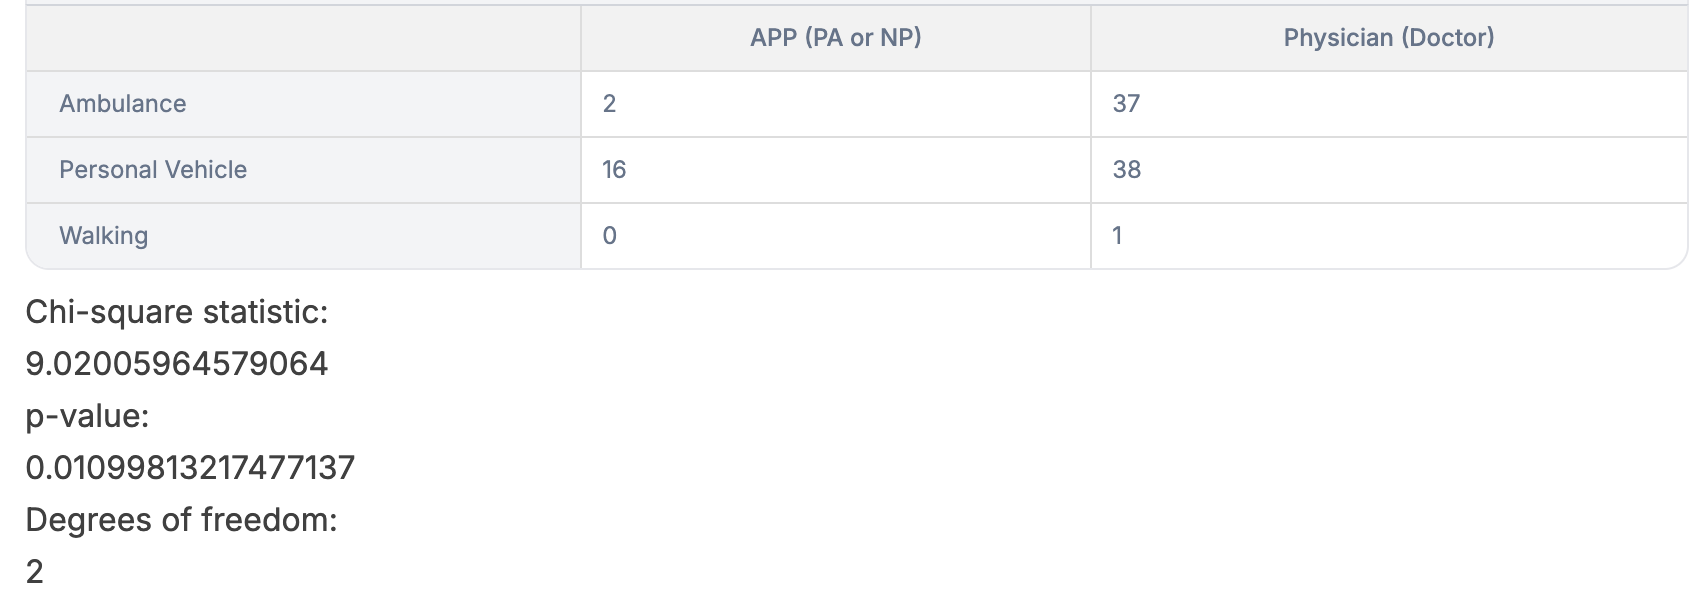 APP (PA or NP) Physician (Doctor)
Ambulance 2 37
Personal Vehicle 16 38
Walking 0 1
Chi-square statistic:
9.02005964579064
p-value:
0.01099813217477137
Degrees of freedom:
2